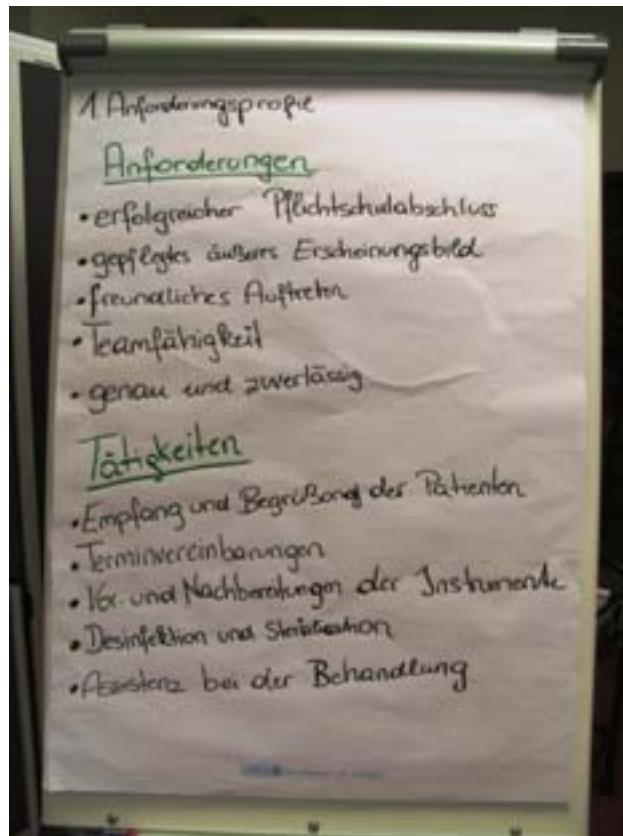 1 Anforderungsprofil
Anforderungen
• erfolgreicher Pflichtschulabschluss
• gepflegtes äußeres Erscheinungsbild
• freundliches Auftreten
• Teamfähigkeit
• genau und zuverlässig
Tätigkeiten
• Empfang und Begrüßung der Patienten
• Terminvereinbarungen
• Vor- und Nachbereitungen der Instrumente
• Desinfektion und Sterilisation
• Assistenz bei der Behandlung